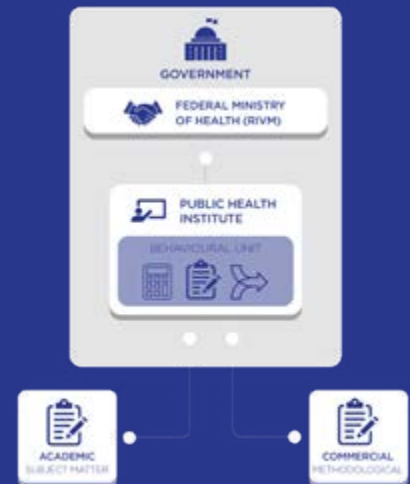 GOVERNMENT
FEDERAL MINISTRY
OF HEALTH (RIVM)
PUBLIC HEALTH
INSTITUTE
BEHAVIOURAL UNIT
ACADEMIC
SUBJECT MATTER
COMMERCIAL
METHODOLOGICAL